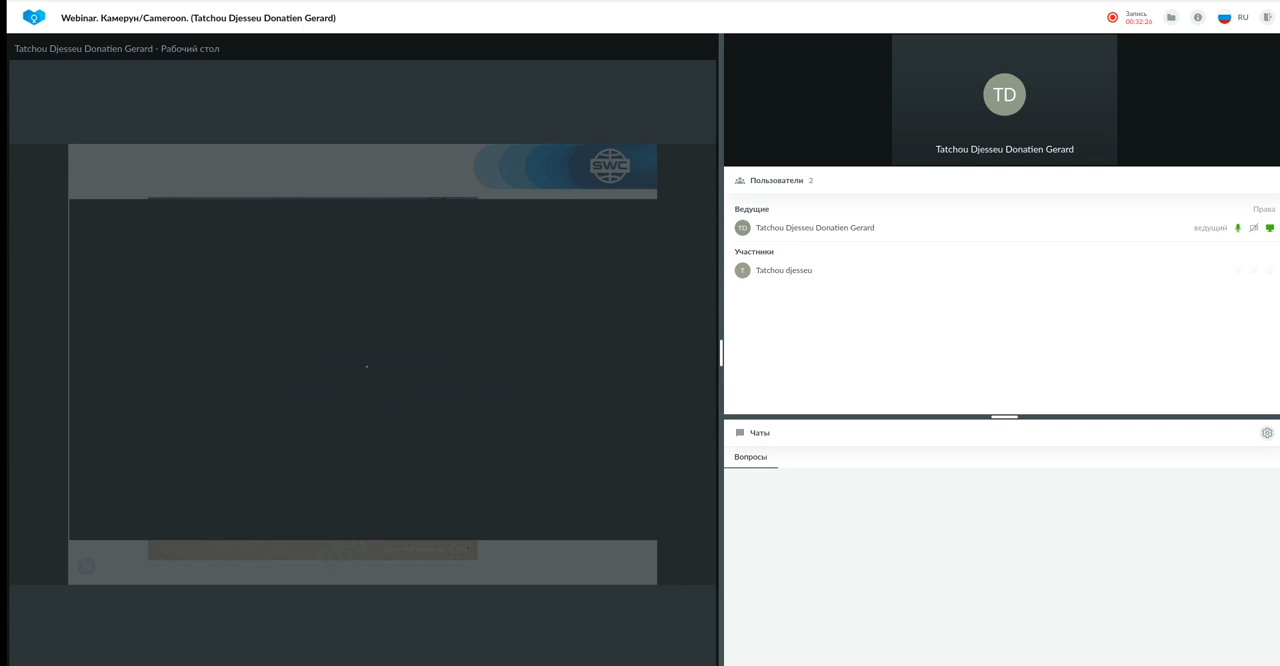 Webinar. Камерун/Cameroon. (Tatchou Djesseu Donatien Gerard)
Запись
00:32:26
RU
Tatchou Djesseu Donatien Gerard - Рабочий стол
SWC
TD
Tatchou Djesseu Donatien Gerard
Пользователи 2
Ведущие Права
TD Tatchou Djesseu Donatien Gerard ведущий
Участники
T Tatchou djesseu
Чаты
Вопросы